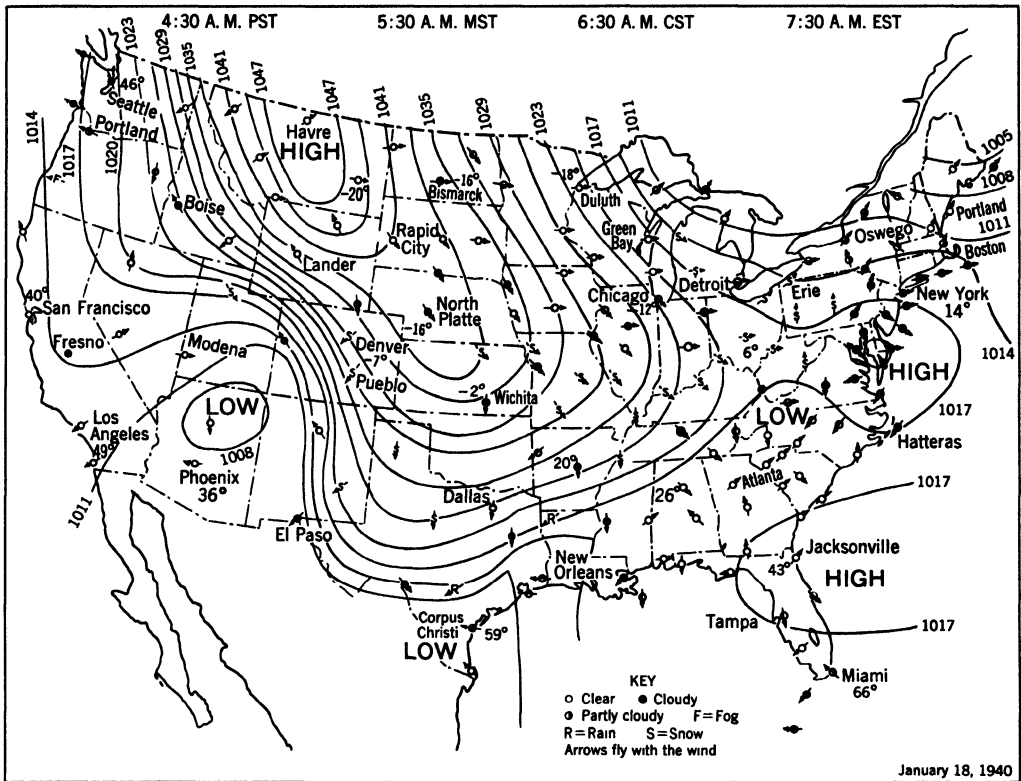 4:30 A. M. PST 5:30 A. M. MST 6:30 A. M. CST 7:30 A. M. EST
1023
1029
1035
1041
1047
1047
1041
1035
1029
1023
1017
1011
1014
1017
1020
46°
Seattle
Portland
Havre
HIGH
-20°
-16°
Bismarck
-18°
Duluth
1005
1008
Portland
1011
Boston
Oswego
Boise
Lander
Rapid
City
Green
Bay
F
S
S
40°
San Francisco
Fresno
Modena
North
Platte
-16°
Denver
-7°
Pueblo
-2°
Wichita
Chicago
-12°
Detroit
Erie
New York
14°
1014
6°
HIGH
1017
LOW
Hatteras
LOW
1008
Los
Angeles
49°
Phoenix
36°
1011
El Paso
Dallas
20°
26°
Atlanta
1017
R
New
Orleans
Jacksonville
43°
HIGH
R
Corpus
Christi
59°
LOW
Tampa
1017
Miami
66°
KEY
Clear Cloudy
Partly cloudy F=Fog
R=Rain S=Snow
Arrows fly with the wind
January 18, 1940